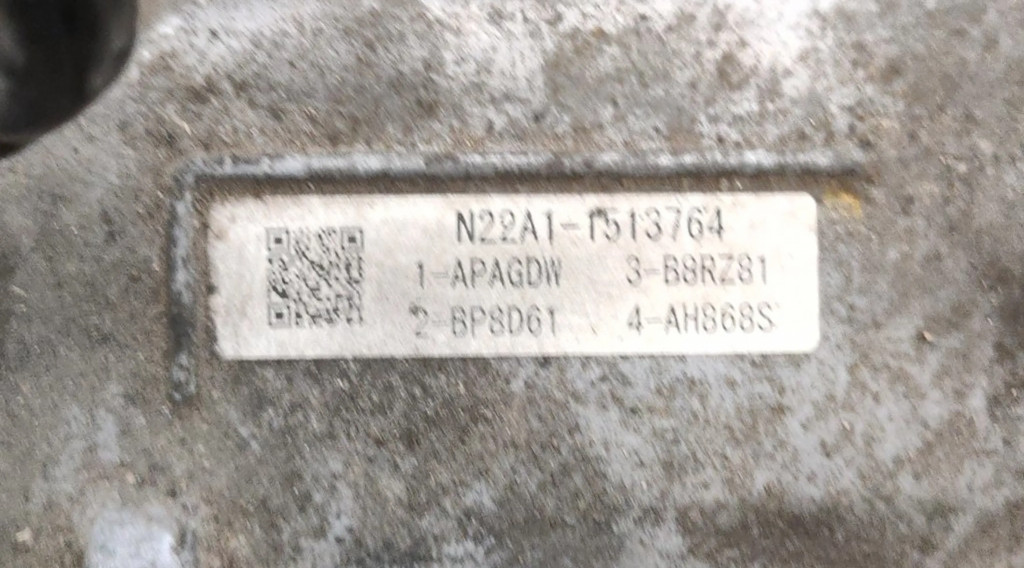 N22A1-1513764
1-APAGDW 3-B8RZ81
2-BP8D61 4-AH868S